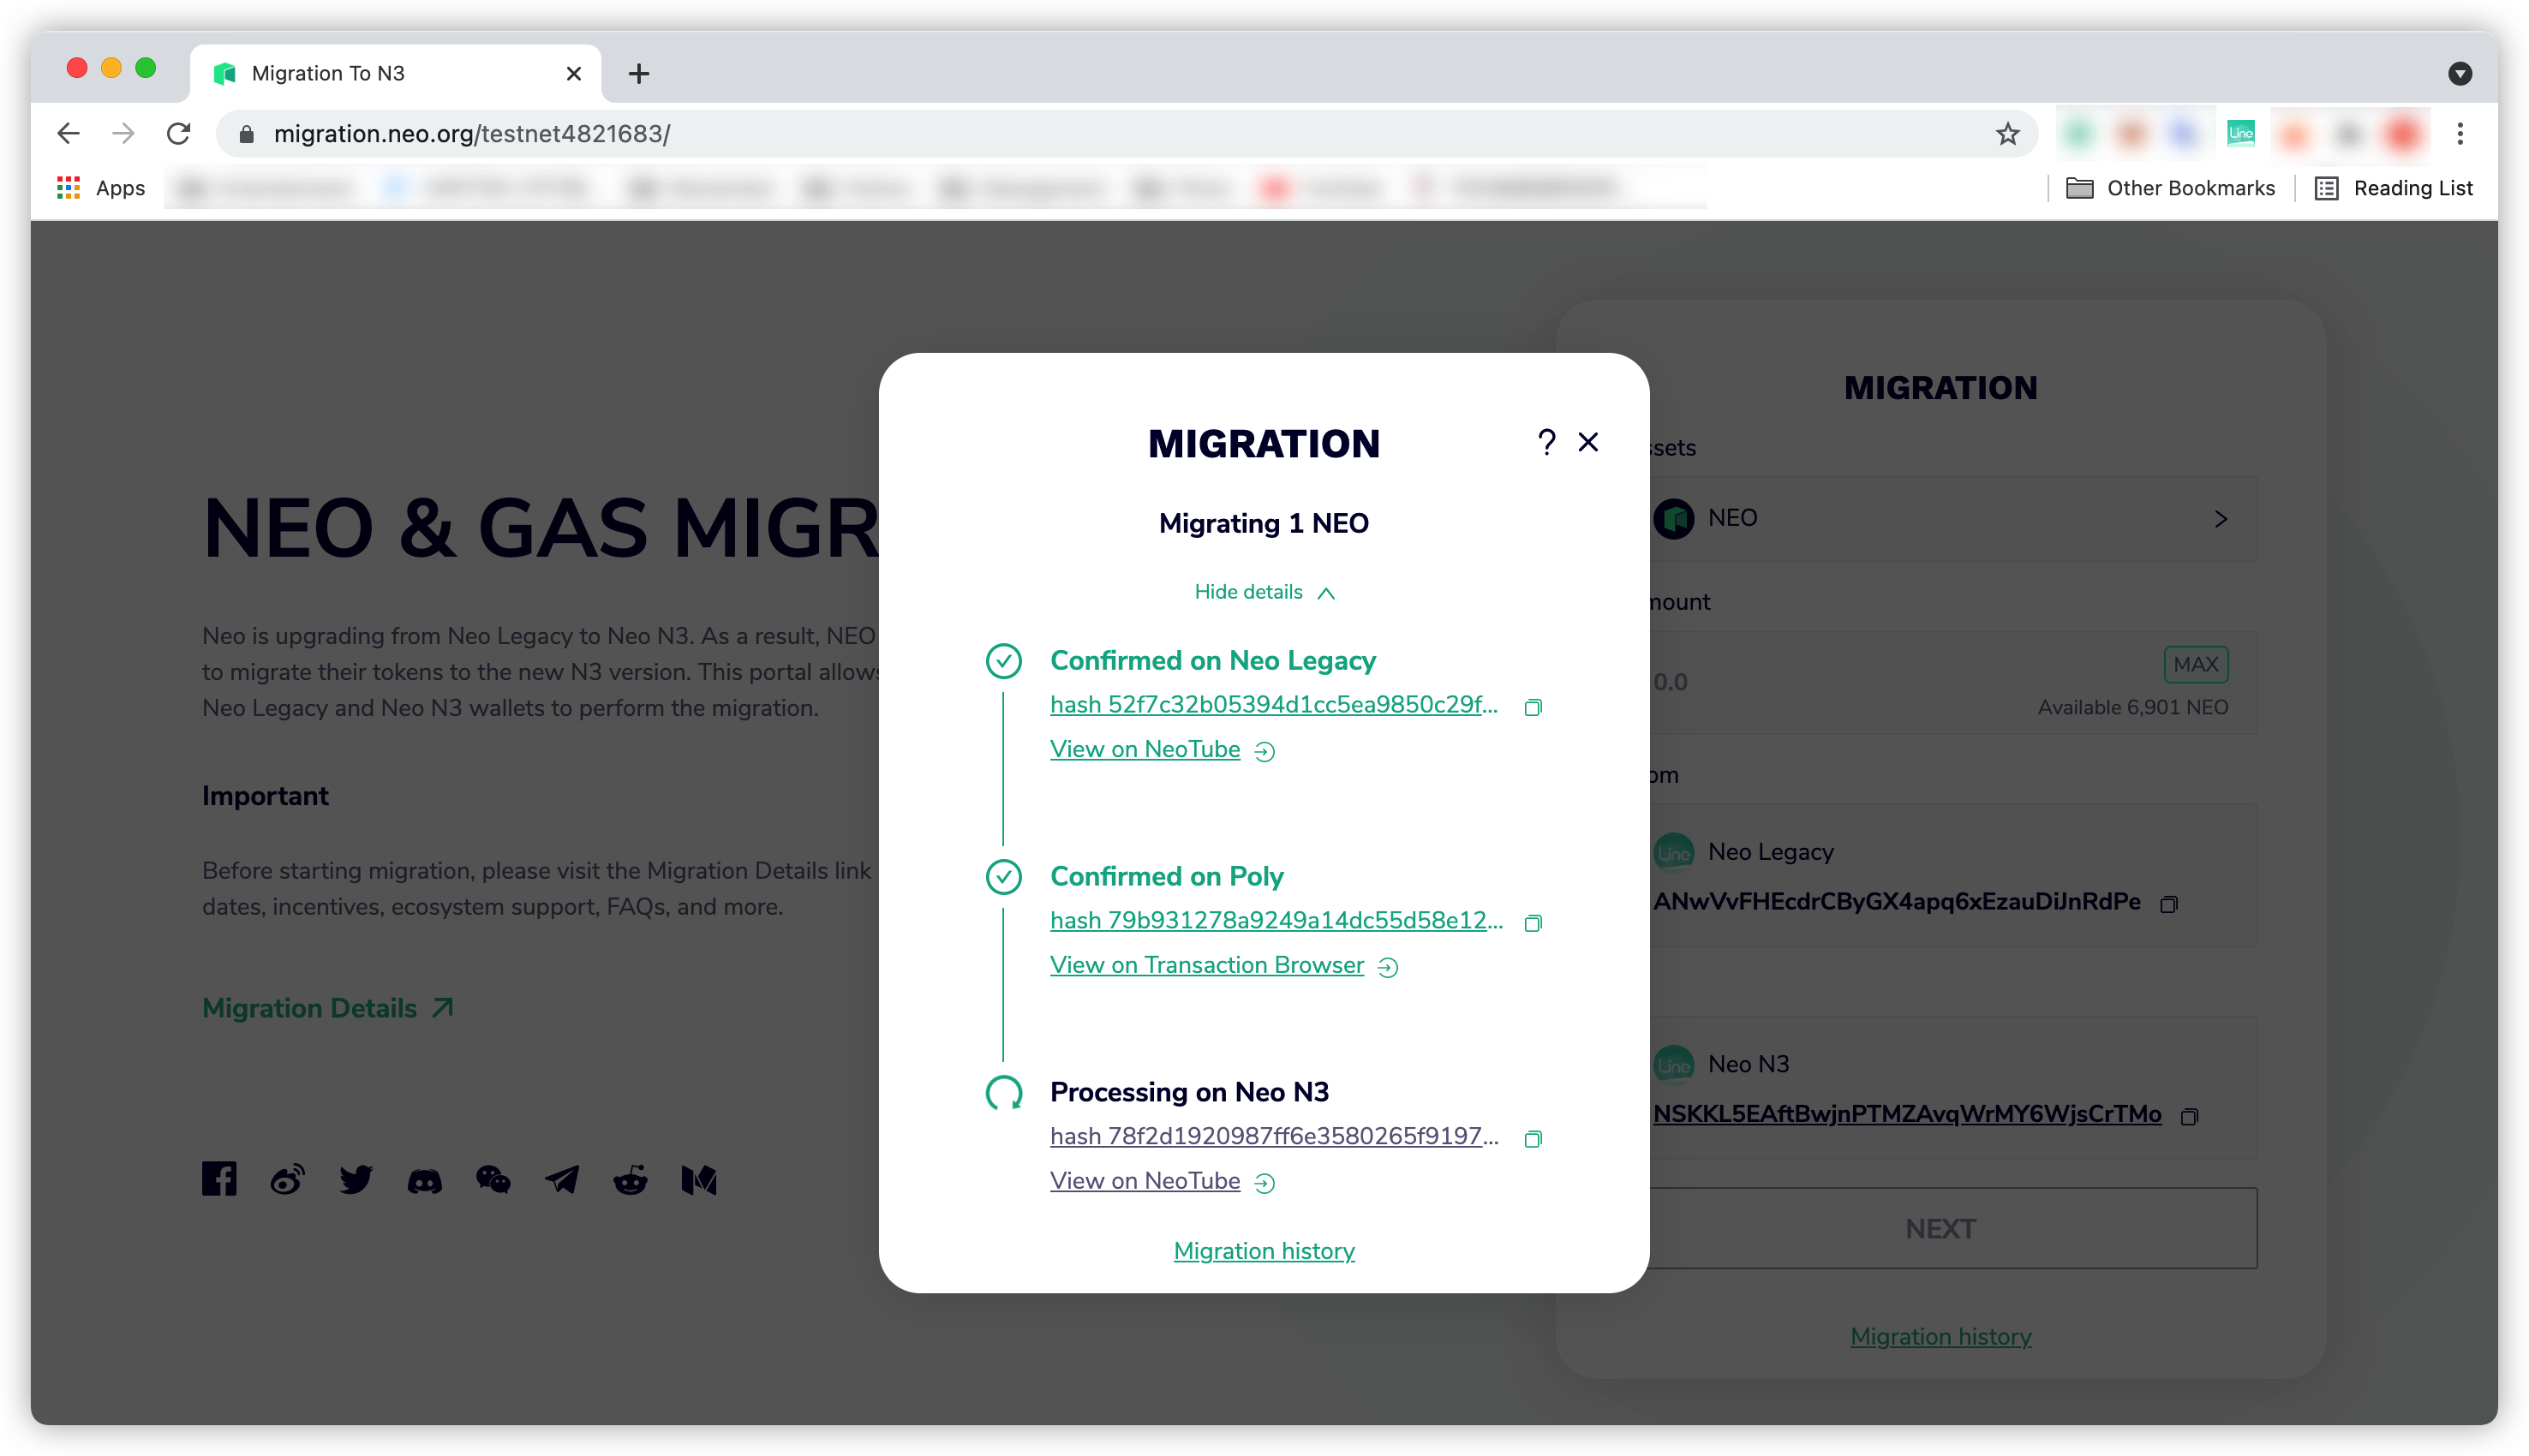 Migration To N3
migration.neo.org/testnet4821683/
Line
Apps
Other Bookmarks
Reading List
NEO & GAS MIGR
Neo is upgrading from Neo Legacy to Neo N3. As a result, NEO
to migrate their tokens to the new N3 version. This portal allows
Neo Legacy and Neo N3 wallets to perform the migration.
Important
Before starting migration, please visit the Migration Details link
dates, incentives, ecosystem support, FAQs, and more.
Migration Details
MIGRATION
?
Migrating 1 NEO
Hide details
Confirmed on Neo Legacy
hash 52f7c32b05394d1cc5ea9850c29f...
View on NeoTube
Confirmed on Poly
hash 79b931278a9249a14dc55d58e12...
View on Transaction Browser
Processing on Neo N3
hash 78f2d1920987ff6e3580265f9197...
View on NeoTube
Migration history
MIGRATION
ssets
NEO
mount
MAX
0.0
Available 6,901 NEO
om
Line
Neo Legacy
ANwVvFHEcdrCByGX4apq6xEzauDiJnRdPe
Line
Neo N3
NSKKL5EAftBwjnPTMZAvqWrMY6WjsCrTMo
NEXT
Migration history